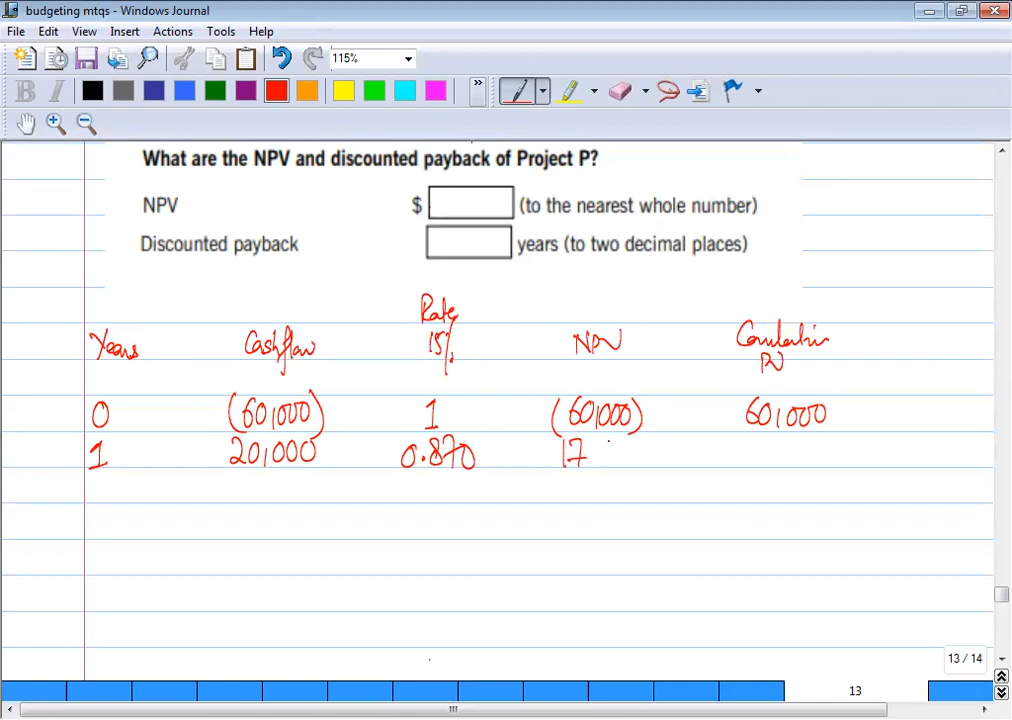 budgeting mtqs - Windows Journal
File Edit View Insert Actions Tools Help
115%
B I
What are the NPV and discounted payback of Project P?
NPV $ (to the nearest whole number)
Discounted payback years (to two decimal places)
Years Cashflow Rate 15% NPV PV
0 (60,000) 1 (60,000) 60,000
1 20,000 0.870 17
13 / 14
13